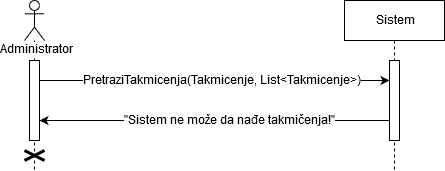 Sistem
Administrator
PretraziTakmicenja(Takmicenje, List<Takmicenje>)
"Sistem ne može da nađe takmičenja!"